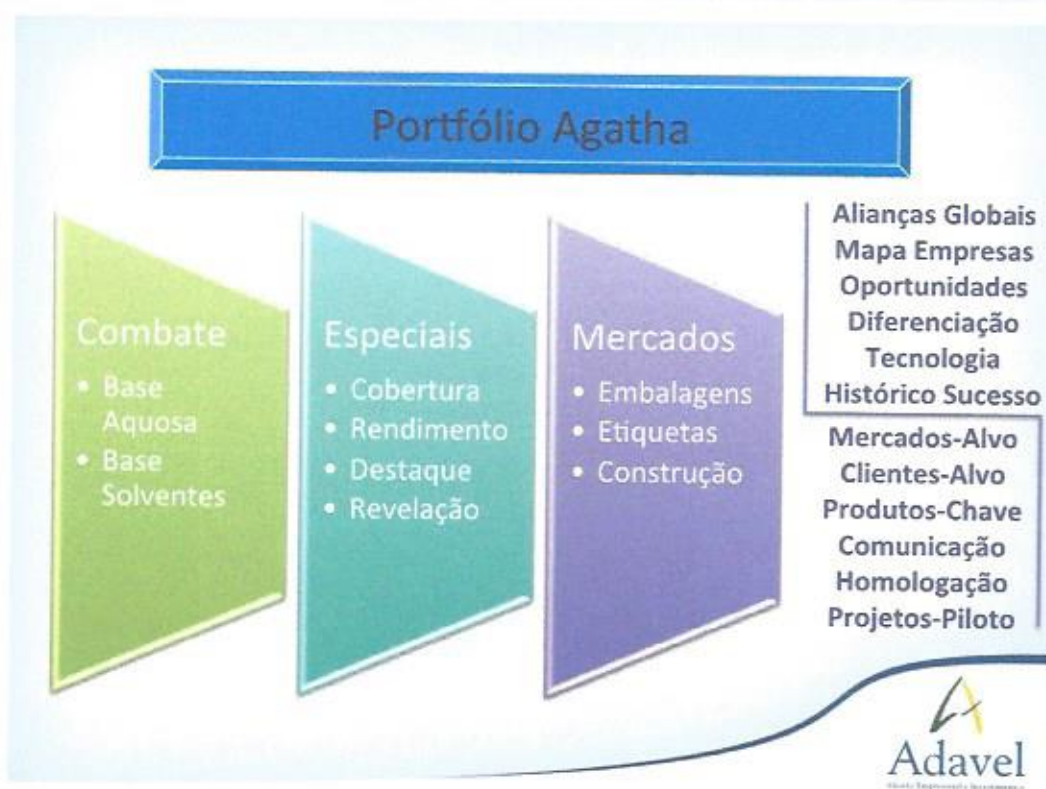 Portfólio Agatha
Combate
• Base
Aquosa
• Base
Solventes
Especiais
• Cobertura
• Rendimento
• Destaque
• Revelação
Mercados
• Embalagens
• Etiquetas
• Construção
Alianças Globais
Mapa Empresas
Oportunidades
Diferenciação
Tecnologia
Histórico Sucesso
Mercados-Alvo
Clientes-Alvo
Produtos-Chave
Comunicação
Homologação
Projetos-Piloto
Adavel